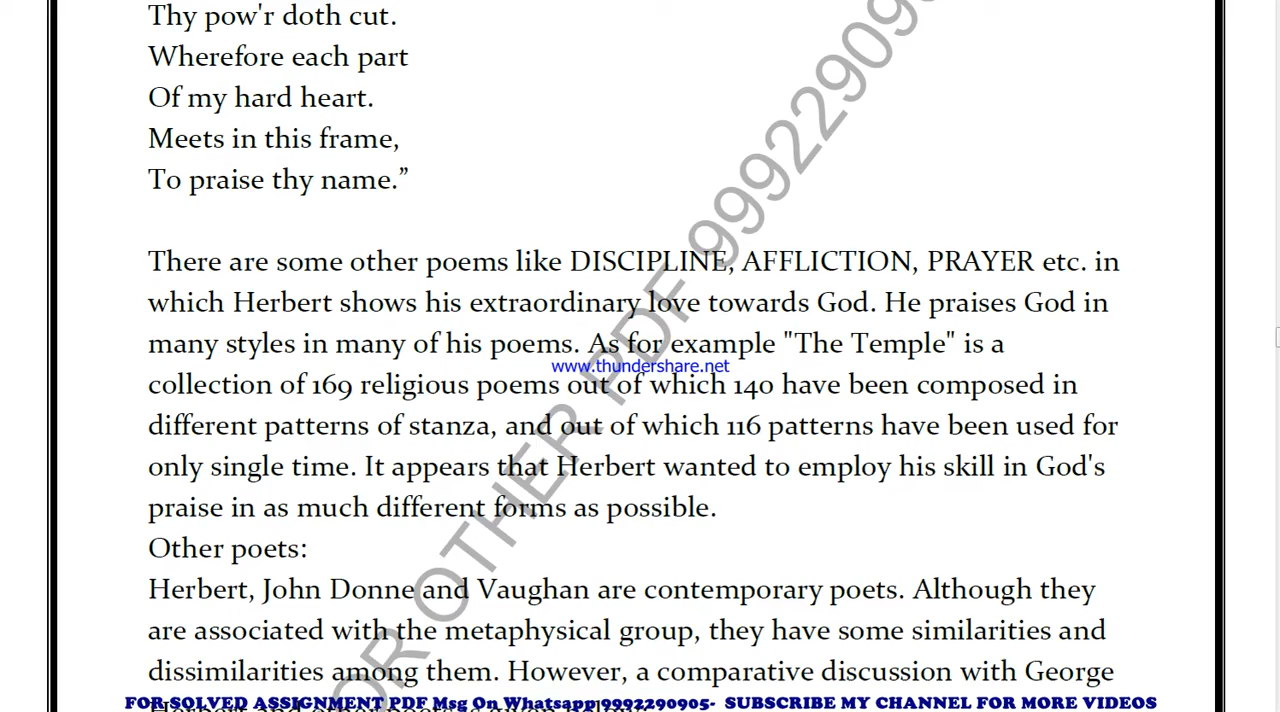 Thy pow'r doth cut.
Wherefore each part
Of my hard heart.
Meets in this frame,
To praise thy name.”
There are some other poems like DISCIPLINE, AFFLICTION, PRAYER etc. in
which Herbert shows his extraordinary love towards God. He praises God in
many styles in many of his poems. As for example "The Temple" is a
www.thundershare.net
collection of 169 religious poems out of which 140 have been composed in
different patterns of stanza, and out of which 116 patterns have been used for
only single time. It appears that Herbert wanted to employ his skill in God's
praise in as much different forms as possible.
Other poets:
Herbert, John Donne and Vaughan are contemporary poets. Although they
are associated with the metaphysical group, they have some similarities and
dissimilarities among them. However, a comparative discussion with George
FOR SOLVED ASSIGNMENT PDF Msg On Whatsapp 9992290905- SUBSCRIBE MY CHANNEL FOR MORE VIDEOS
OR OTHER PDF 99922909